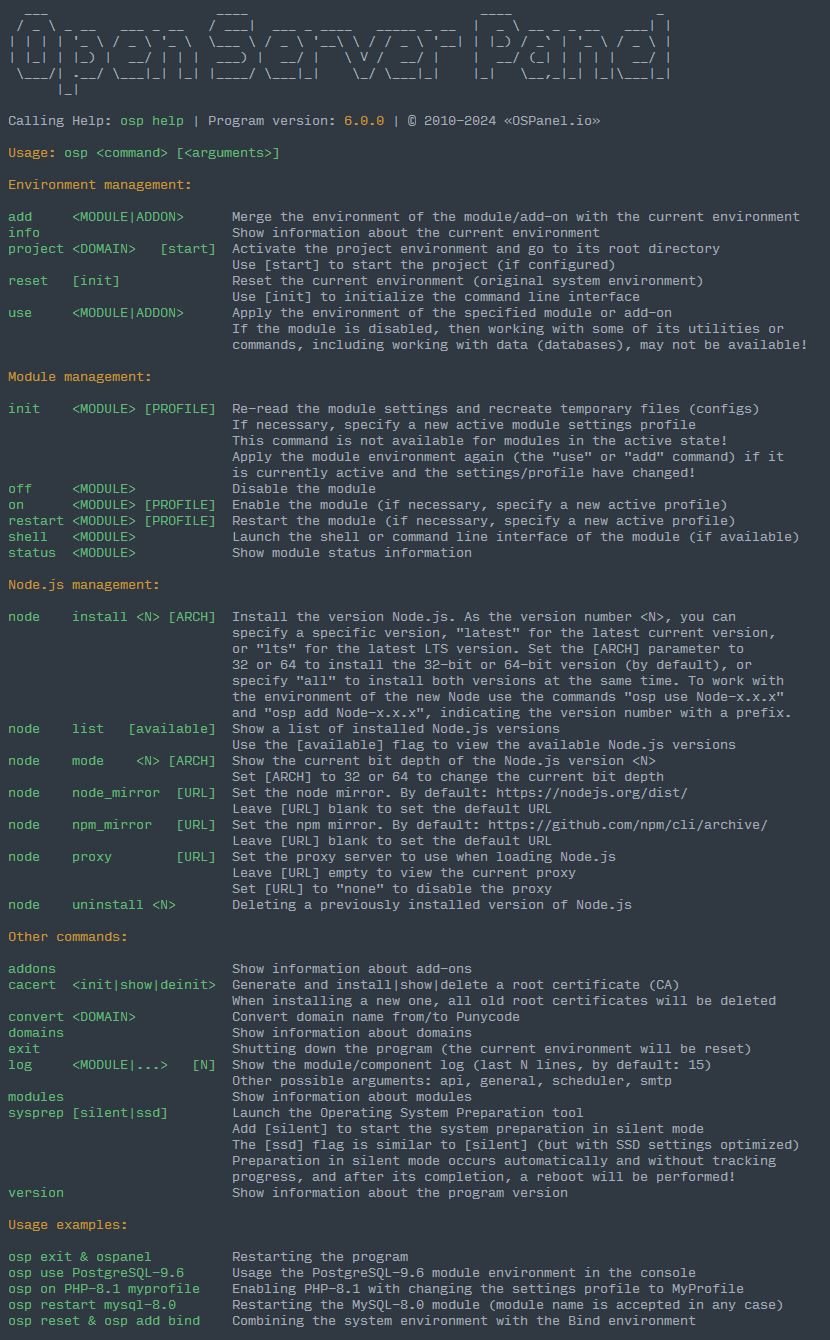 Open Server Panel
Calling Help: osp help | Program version: 6.0.0 | © 2010-2024 «OSPanel.io»
Usage: osp <command> [<arguments>]
Environment management:
add     <MODULE|ADDON>      Merge the environment of the module/add-on with the current environment
info                        Show information about the current environment
project <DOMAIN>   [start]  Activate the project environment and go to its root directory
                            Use [start] to start the project (if configured)
reset   [init]              Reset the current environment (original system environment)
                            Use [init] to initialize the command line interface
use     <MODULE|ADDON>      Apply the environment of the specified module or add-on
                            If the module is disabled, then working with some of its utilities or
                            commands, including working with data (databases), may not be available!
Module management:
init    <MODULE> [PROFILE]  Re-read the module settings and recreate temporary files (configs)
                            If necessary, specify a new active module settings profile
                            This command is not available for modules in the active state!
                            Apply the module environment again (the "use" or "add" command) if it
                            is currently active and the settings/profile have changed!
off     <MODULE>            Disable the module
on      <MODULE> [PROFILE]  Enable the module (if necessary, specify a new active profile)
restart <MODULE> [PROFILE]  Restart the module (if necessary, specify a new active profile)
shell   <MODULE>            Launch the shell or command line interface of the module (if available)
status  <MODULE>            Show module status information
Node.js management:
node    install <N> [ARCH]  Install the version Node.js. As the version number <N>, you can
                            specify a specific version, "latest" for the latest current version,
                            or "lts" for the latest LTS version. Set the [ARCH] parameter to
                            32 or 64 to install the 32-bit or 64-bit version (by default), or
                            specify "all" to install both versions at the same time. To work with
                            the environment of the new Node use the commands "osp use Node-x.x.x"
                            and "osp add Node-x.x.x", indicating the version number with a prefix.
node    list   [available]  Show a list of installed Node.js versions
                            Use the [available] flag to view the available Node.js versions
node    mode    <N> [ARCH]  Show the current bit depth of the Node.js version <N>
                            Set [ARCH] to 32 or 64 to change the current bit depth
node    node_mirror  [URL]  Set the node mirror. By default: https://nodejs.org/dist/
                            Leave [URL] blank to set the default URL
node    npm_mirror   [URL]  Set the npm mirror. By default: https://github.com/npm/cli/archive/
                            Leave [URL] blank to set the default URL
node    proxy        [URL]  Set the proxy server to use when loading Node.js
                            Leave [URL] empty to view the current proxy
                            Set [URL] to "none" to disable the proxy
node    uninstall <N>       Deleting a previously installed version of Node.js
Other commands:
addons                      Show information about add-ons
cacert  <init|show|deinit>  Generate and install|show|delete a root certificate (CA)
                            When installing a new one, all old root certificates will be deleted
convert <DOMAIN>            Convert domain name from/to Punycode
domains                     Show information about domains
exit                        Shutting down the program (the current environment will be reset)
log     <MODULE|...>   [N]  Show the module/component log (last N lines, by default: 15)
                            Other possible arguments: api, general, scheduler, smtp
modules                     Show information about modules
sysprep [silent|ssd]        Launch the Operating System Preparation tool
                            Add [silent] to start the system preparation in silent mode
                            The [ssd] flag is similar to [silent] (but with SSD settings optimized)
                            Preparation in silent mode occurs automatically and without tracking
                            progress, and after its completion, a reboot will be performed!
version                     Show information about the program version
Usage examples:
osp exit & ospanel          Restarting the program
osp use PostgreSQL-9.6      Usage the PostgreSQL-9.6 module environment in the console
osp on PHP-8.1 myprofile    Enabling PHP-8.1 with changing the settings profile to MyProfile
osp restart mysql-8.0       Restarting the MySQL-8.0 module (module name is accepted in any case)
osp reset & osp add bind    Combining the system environment with the Bind environment